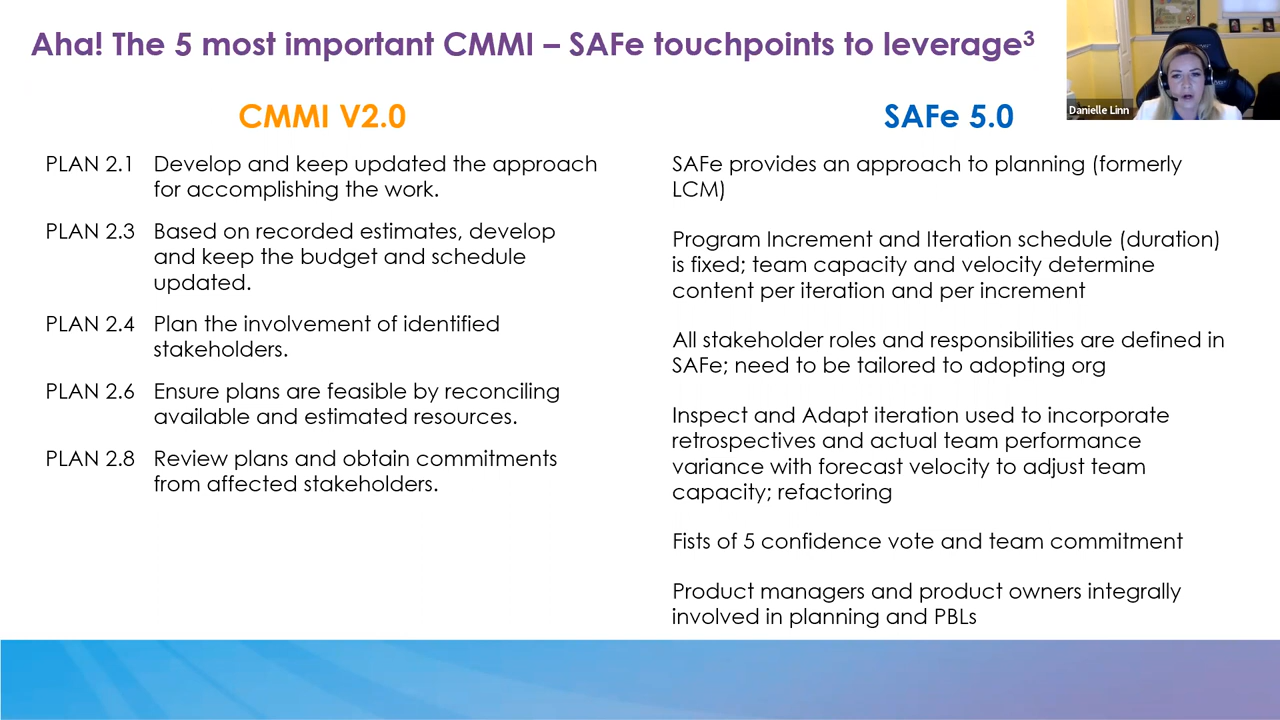 Aha! The 5 most important CMMI – SAFe touchpoints to leverage³
Danielle Linn
CMMI V2.0
PLAN 2.1 Develop and keep updated the approach
for accomplishing the work.
PLAN 2.3 Based on recorded estimates, develop
and keep the budget and schedule
updated.
PLAN 2.4 Plan the involvement of identified
stakeholders.
PLAN 2.6 Ensure plans are feasible by reconciling
available and estimated resources.
PLAN 2.8 Review plans and obtain commitments
from affected stakeholders.
SAFe 5.0
SAFe provides an approach to planning (formerly
LCM)
Program Increment and Iteration schedule (duration)
is fixed; team capacity and velocity determine
content per iteration and per increment
All stakeholder roles and responsibilities are defined in
SAFe; need to be tailored to adopting org
Inspect and Adapt iteration used to incorporate
retrospectives and actual team performance
variance with forecast velocity to adjust team
capacity; refactoring
Fists of 5 confidence vote and team commitment
Product managers and product owners integrally
involved in planning and PBLs